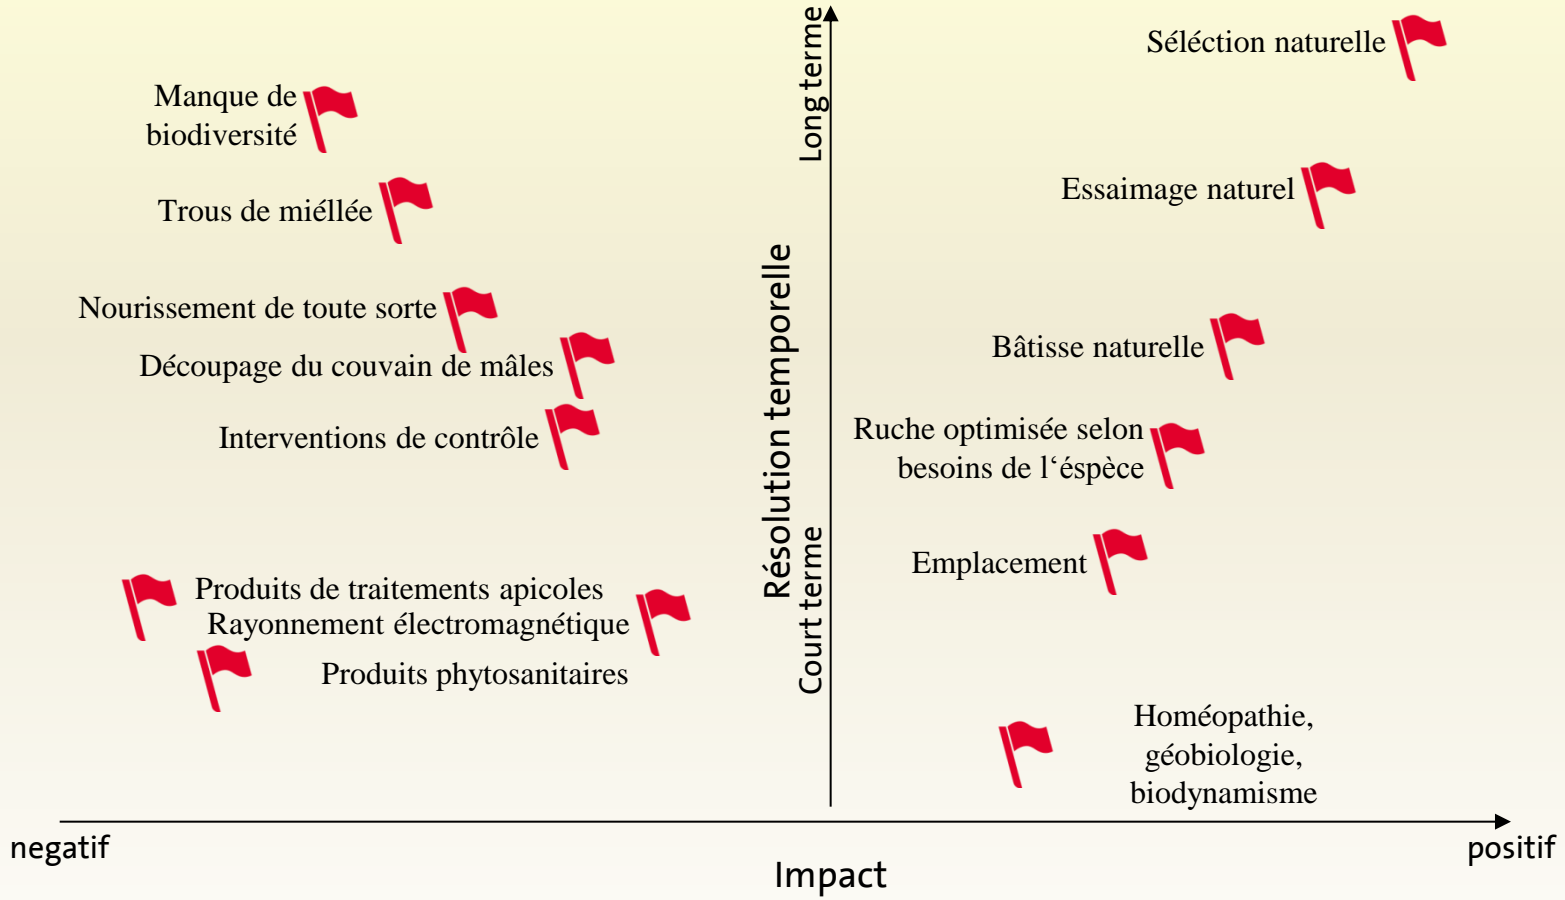 Séléction naturelle
Manque de
biodiversité
Trous de miéllée
Nourissement de toute sorte
Découpage du couvain de mâles
Interventions de contrôle
Produits de traitements apicoles
Rayonnement électromagnétique
Produits phytosanitaires
Long terme
Résolution temporelle
Court terme
Essaimage naturel
Bâtisse naturelle
Ruche optimisée selon
besoins de l‘éspèce
Emplacement
Homéopathie,
géobiologie,
biodynamisme
negatif
Impact
positif